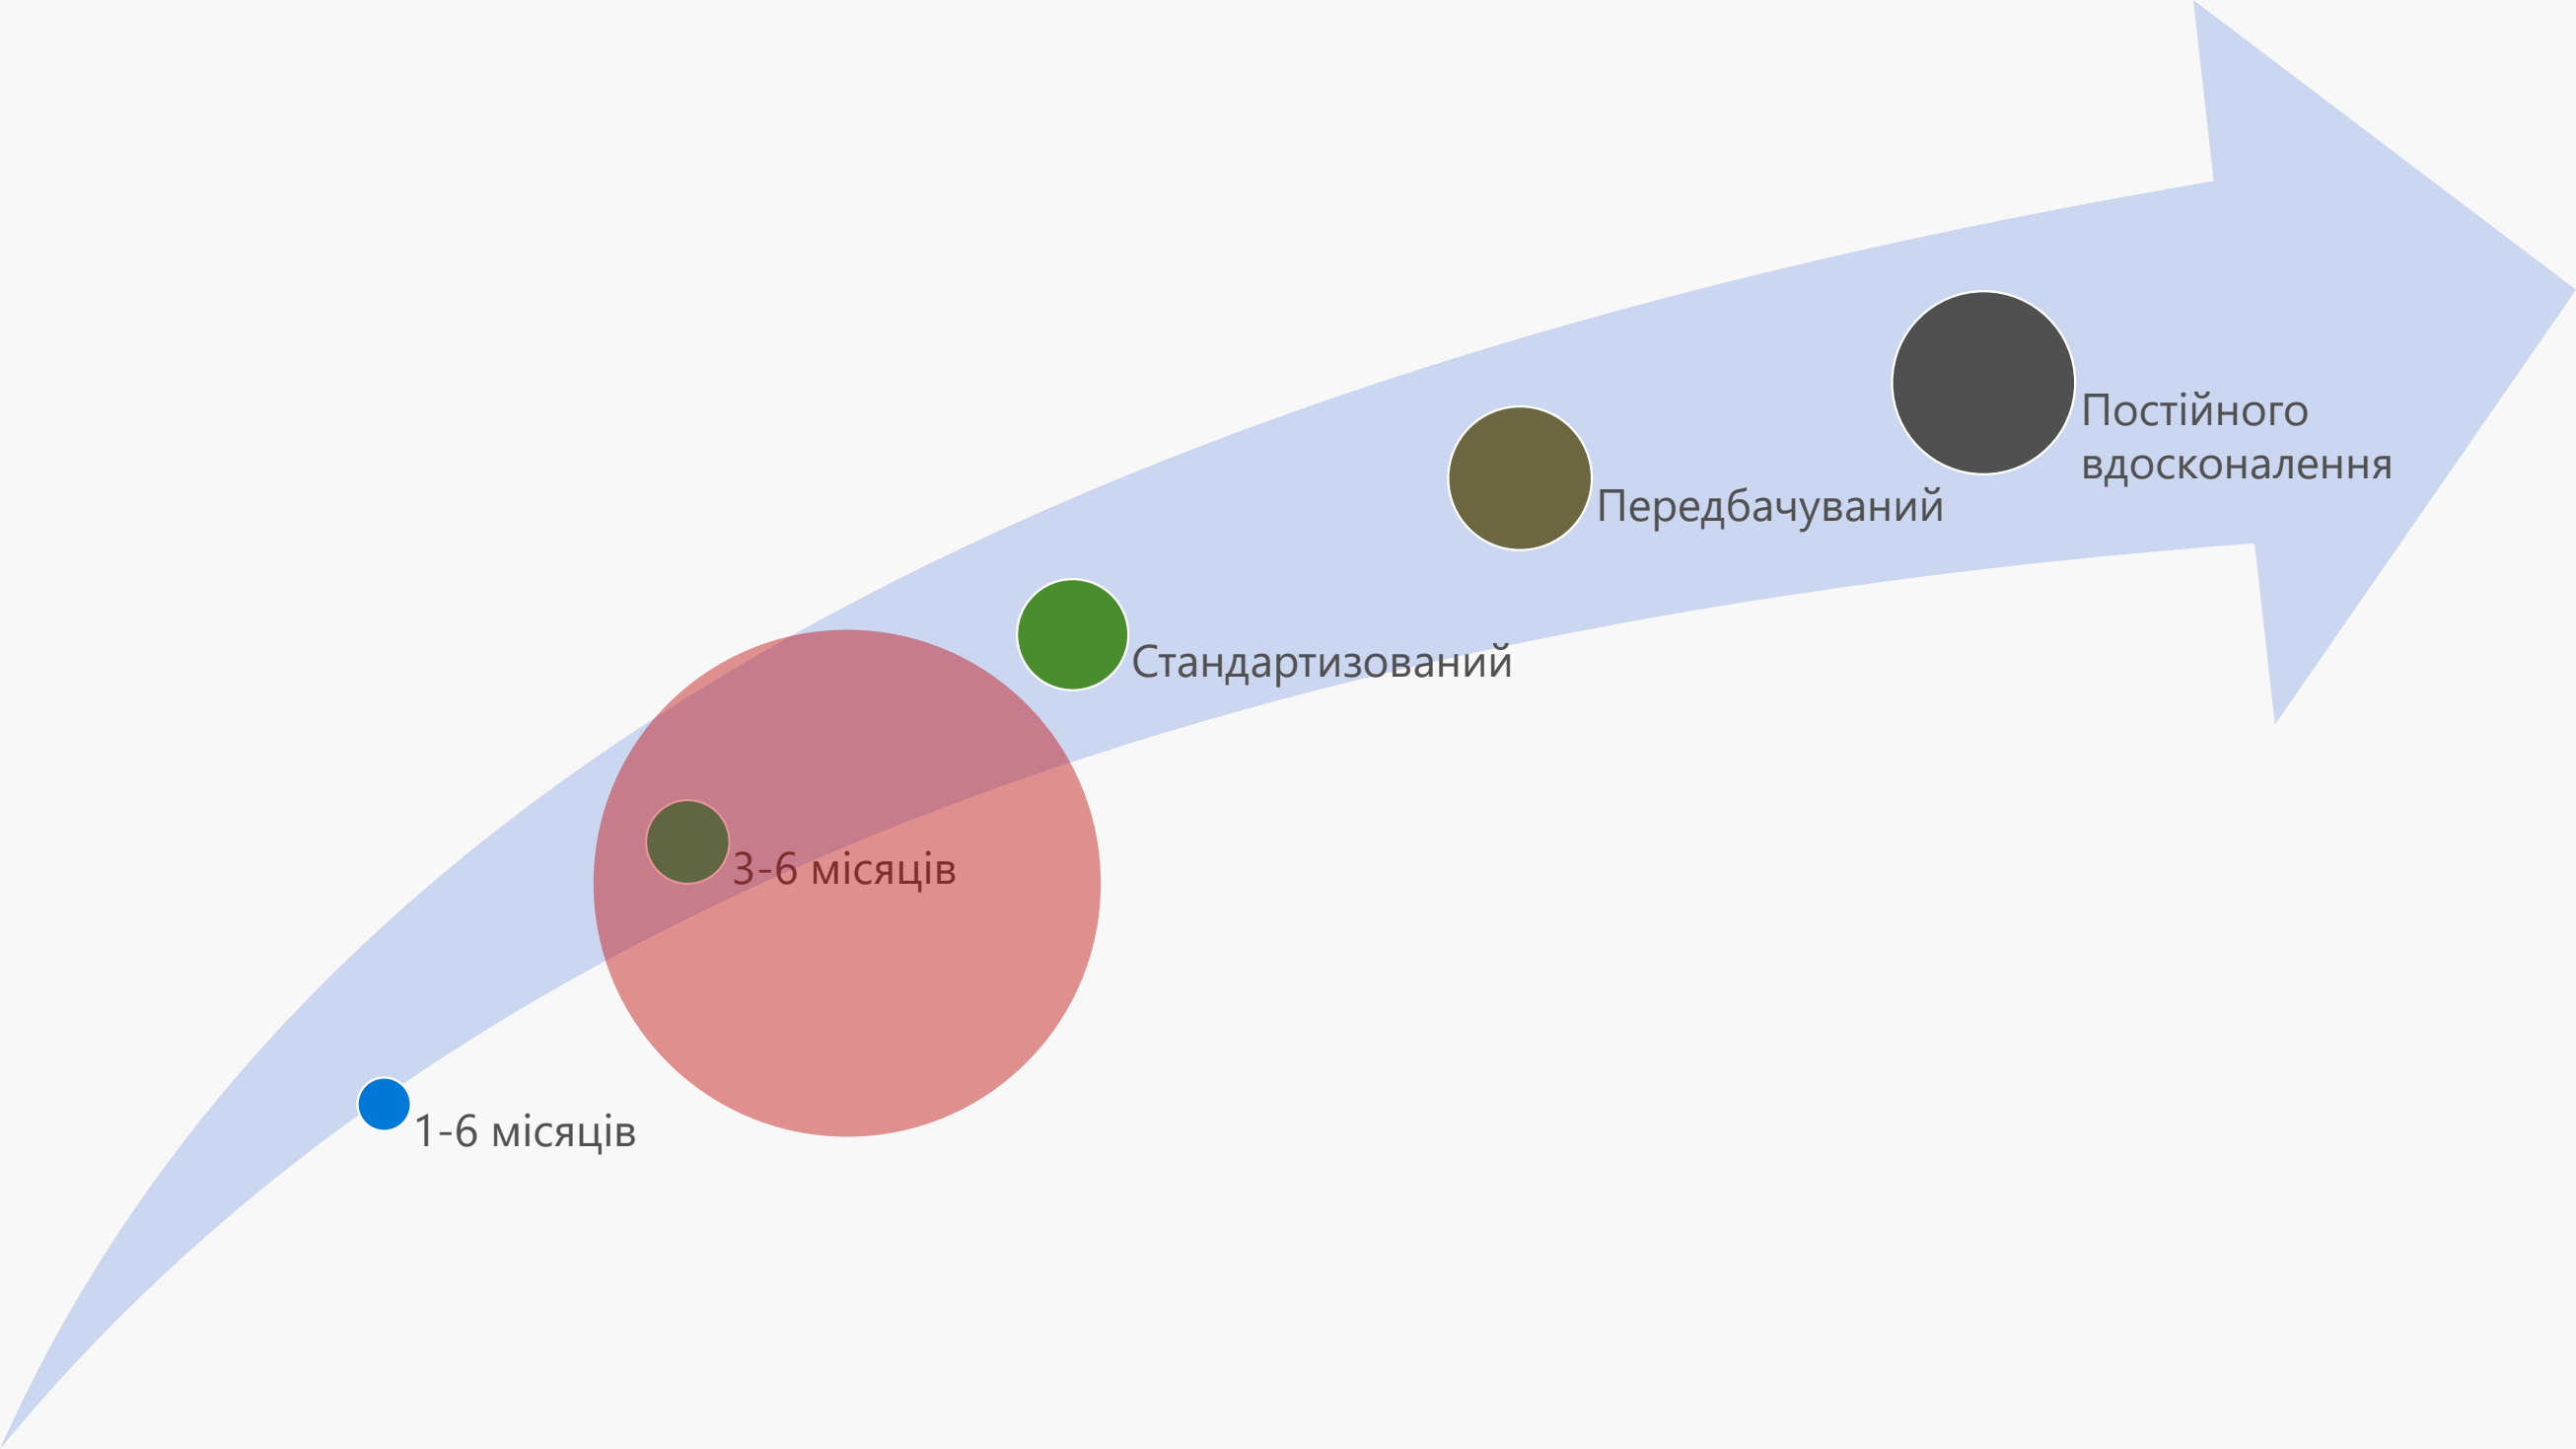 Постійного
вдосконалення
Передбачуваний
Стандартизований
3-6 місяців
1-6 місяців